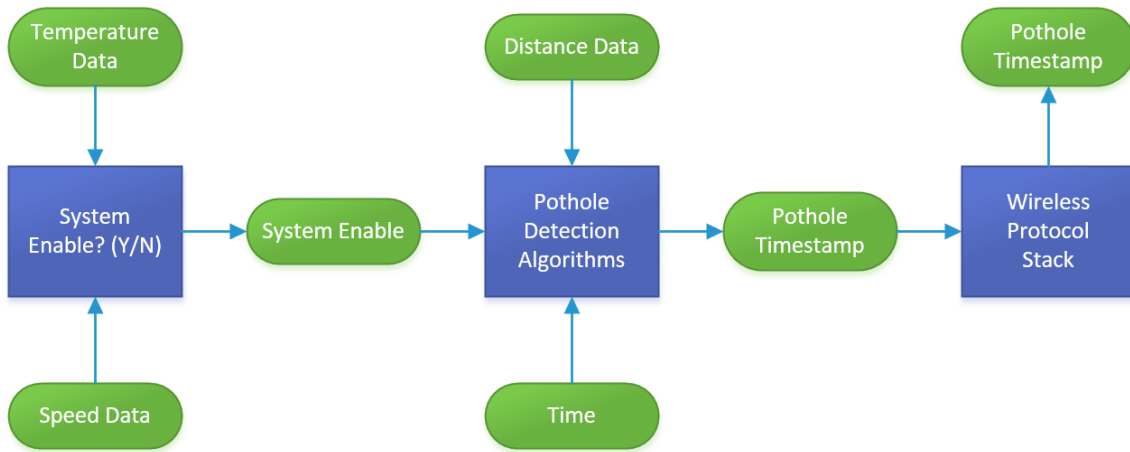 Temperature
Data
Distance Data
Pothole
Timestamp
System
Enable? (Y/N)
System Enable
Pothole
Detection
Algorithms
Pothole
Timestamp
Wireless
Protocol
Stack
Speed Data
Time